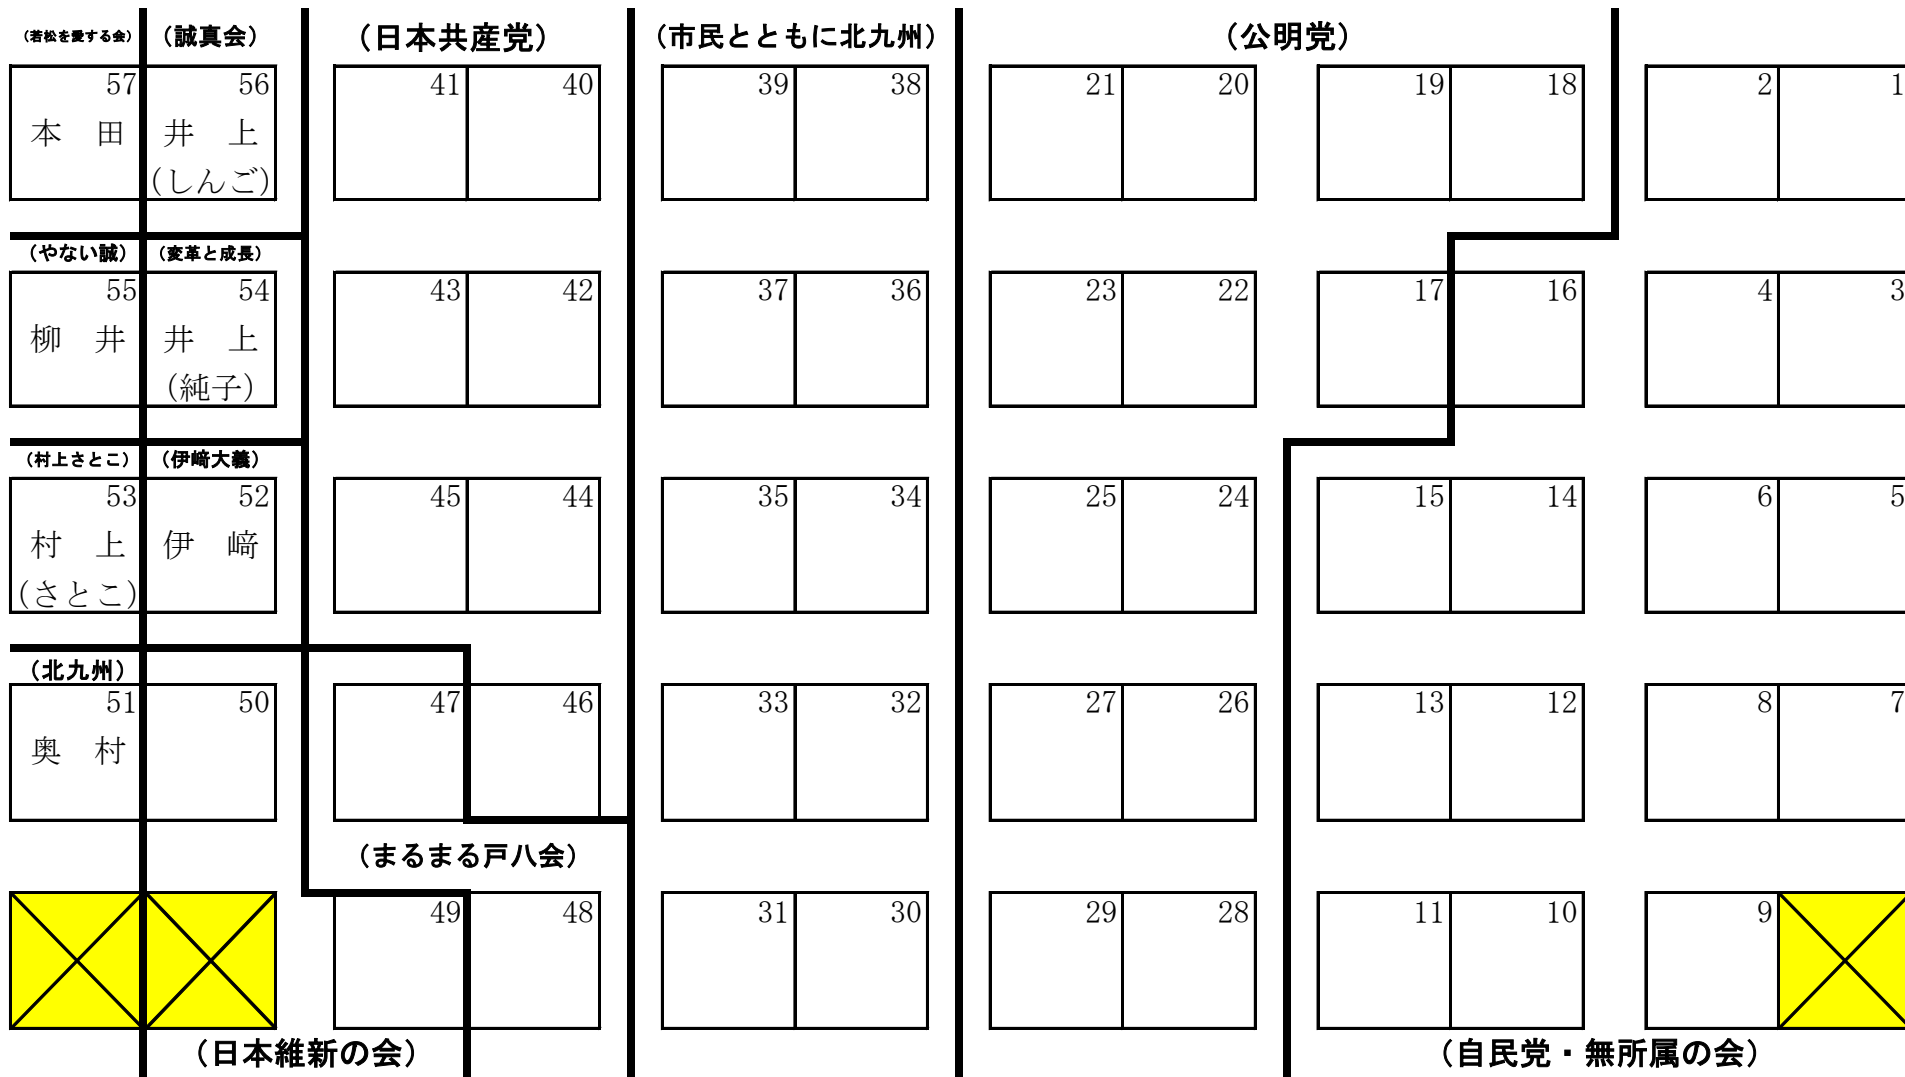 （若松を愛する会） （誠真会） （日本共産党） （市民とともに北九州） （公明党）
57 56 41 40 39 38 21 20 19 18 2 1
本　田 井　上
（しんご）
（やない誠） （変革と成長）
55 54 43 42 37 36 23 22 17 16 4 3
柳　井 井　上
（純子）
（村上さとこ） （伊﨑大義）
53 52 45 44 35 34 25 24 15 14 6 5
村　上 伊　﨑
（さとこ）
（北九州）
51 50 47 46 33 32 27 26 13 12 8 7
奥　村
（まるまる戸八会）
49 48 31 30 29 28 11 10 9
（日本維新の会） （自民党・無所属の会）